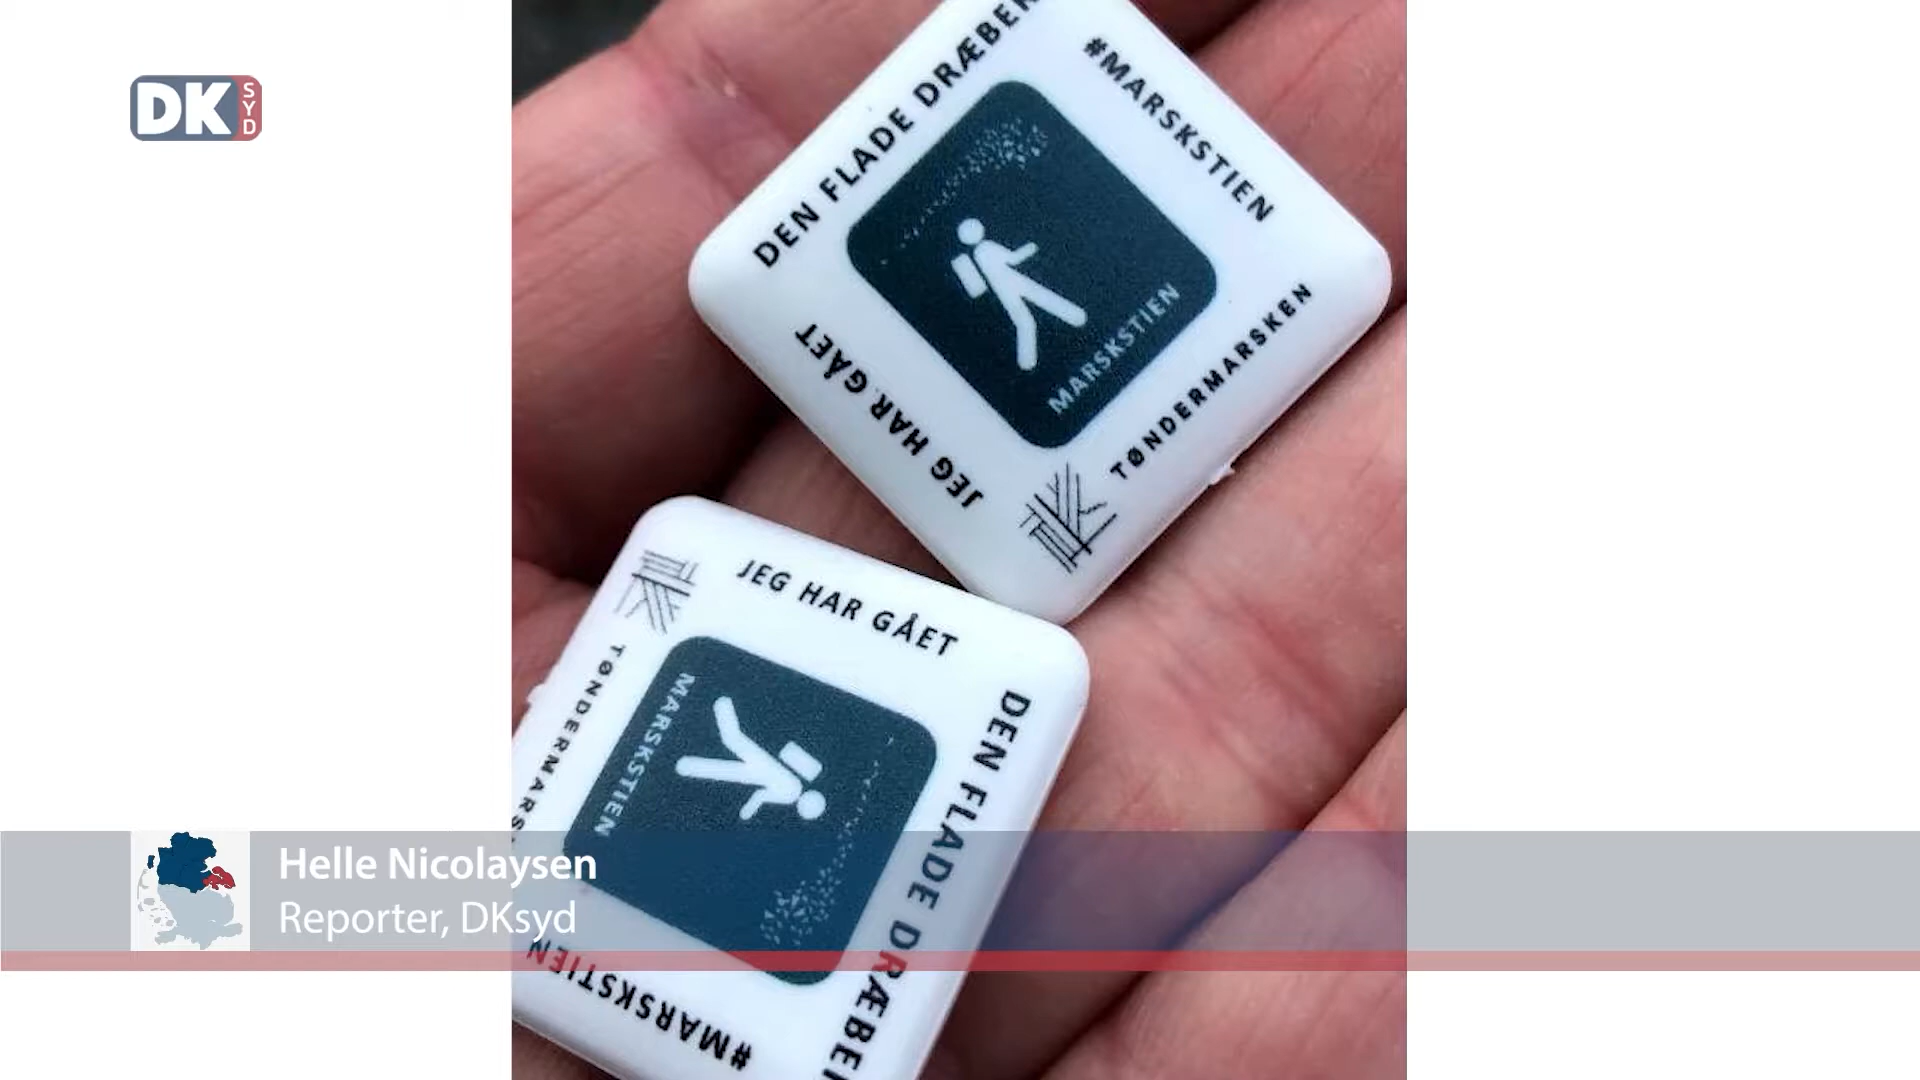 DK
SYD
DEN FLADE DRÆBER
#MARSKSTIEN
MARSKSTIEN
TØNDERMARSKEN
JEG HAR GÅET
JEG HAR GÅET
DEN FLADE DRÆBER
MARSKSTIEN
TØNDERMARS
#MARSKSTIEN
Helle Nicolaysen
Reporter, DKsyd